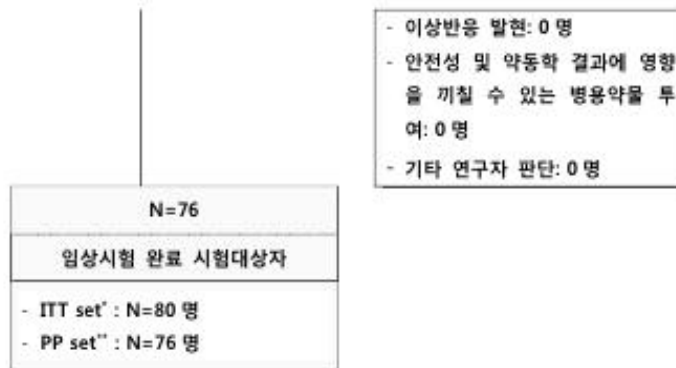 - 이상반응 발현: 0 명
- 안전성 및 약동학 결과에 영향
을 끼칠 수 있는 병용약물 투
여: 0 명
- 기타 연구자 판단: 0 명
N=76
임상시험 완료 시험대상자
- ITT set* : N=80 명
- PP set** : N=76 명